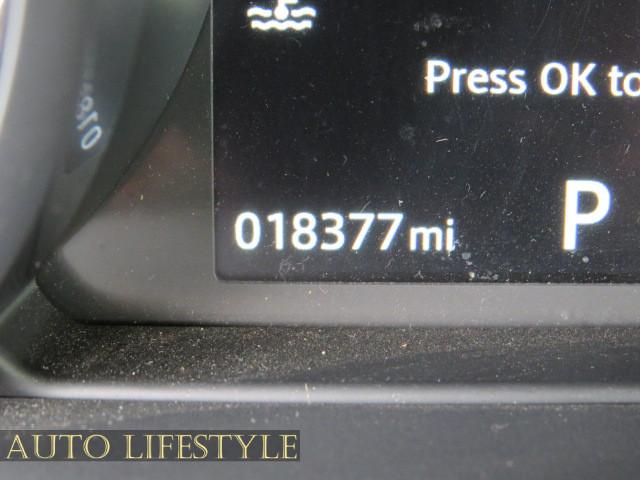 Press OK to
018377 mi
P
AUTO LIFESTYLE